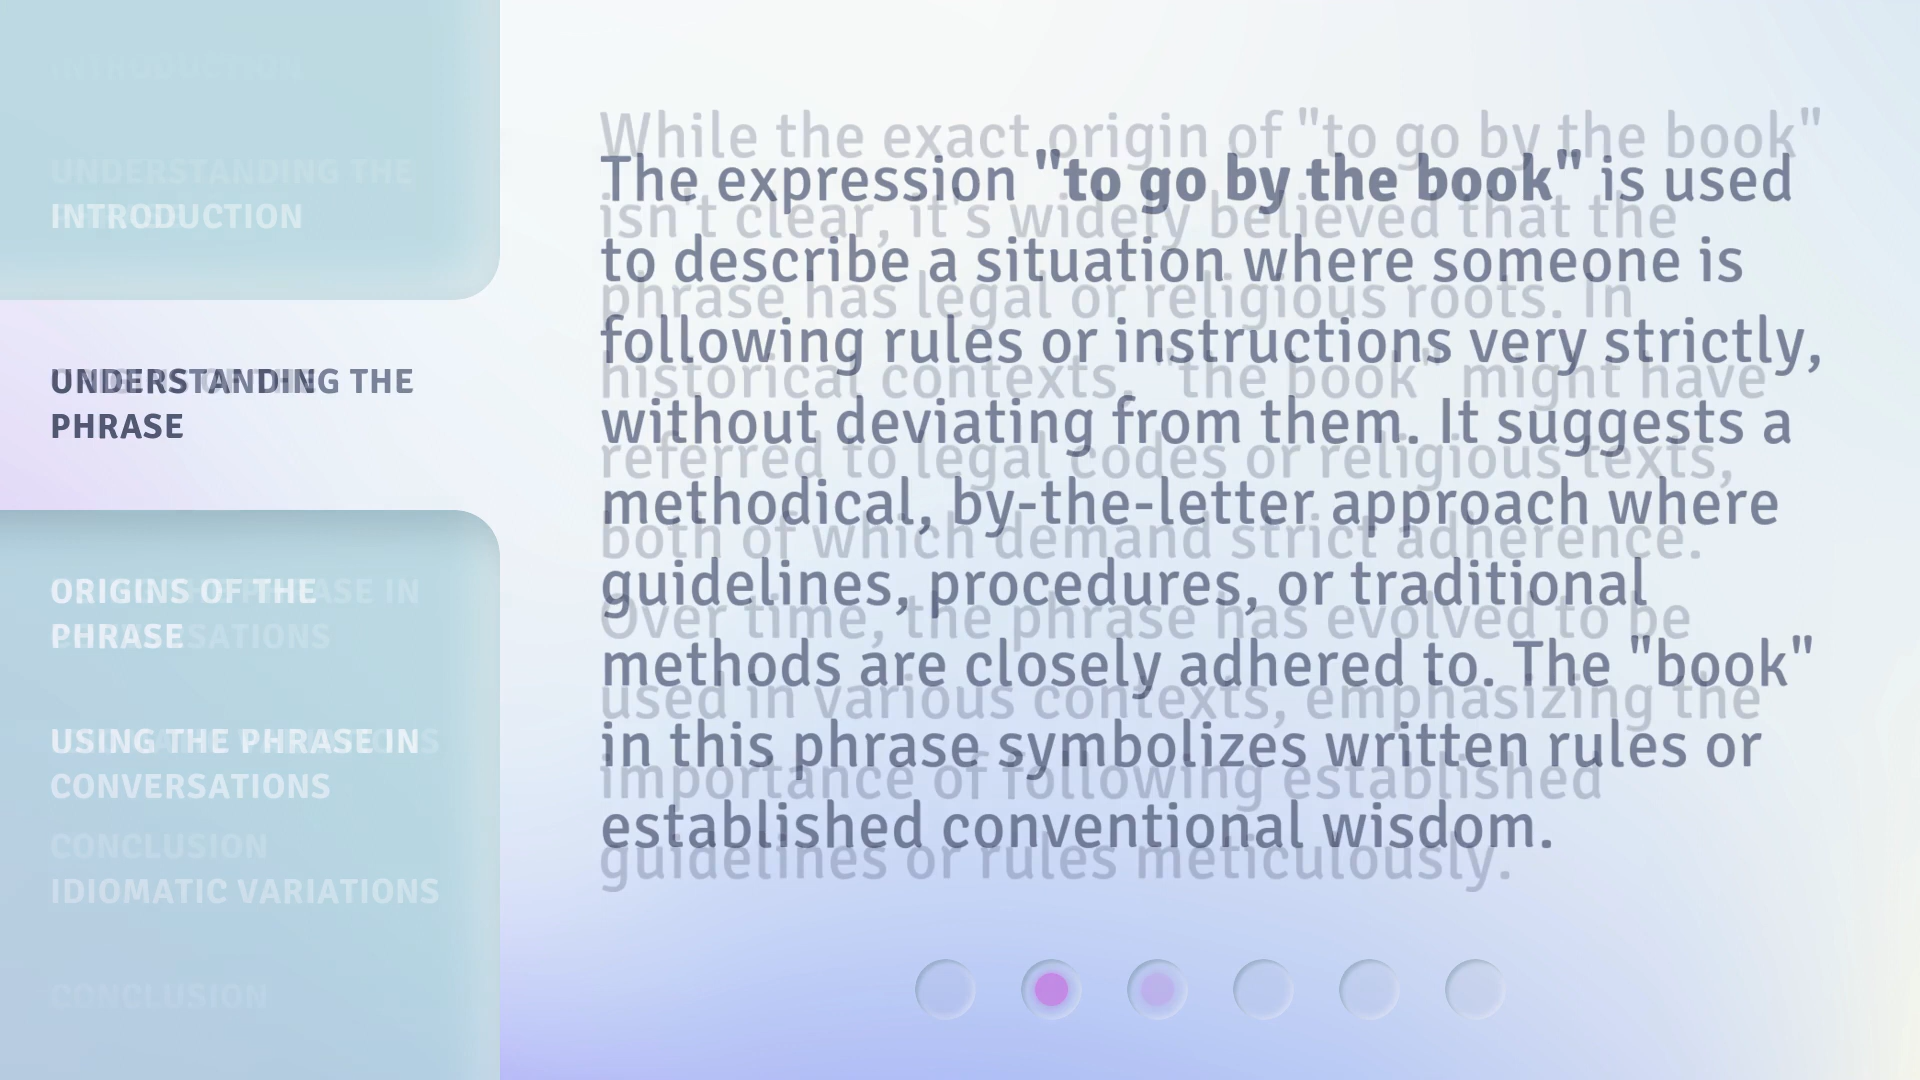 INTRODUCTION
UNDERSTANDING THE
INTRODUCTION
UNDERSTANDING THE
PHRASE
ORIGINS OF THE
PHRASE
USING THE PHRASE IN
CONVERSATIONS
CONCLUSION
IDIOMATIC VARIATIONS
CONCLUSION
The expression "to go by the book" is used
to describe a situation where someone is
following rules or instructions very strictly,
without deviating from them. It suggests a
methodical, by-the-letter approach where
guidelines, procedures, or traditional
methods are closely adhered to. The "book"
in this phrase symbolizes written rules or
established conventional wisdom.
While the exact origin of "to go by the book"
isn't clear, it's widely believed that the
phrase has legal or religious roots. In
historical contexts, "the book" might have
referred to legal codes or religious texts,
both of which demand strict adherence.
Over time, the phrase has evolved to be
used in various contexts, emphasizing the
importance of following established
guidelines or rules meticulously.